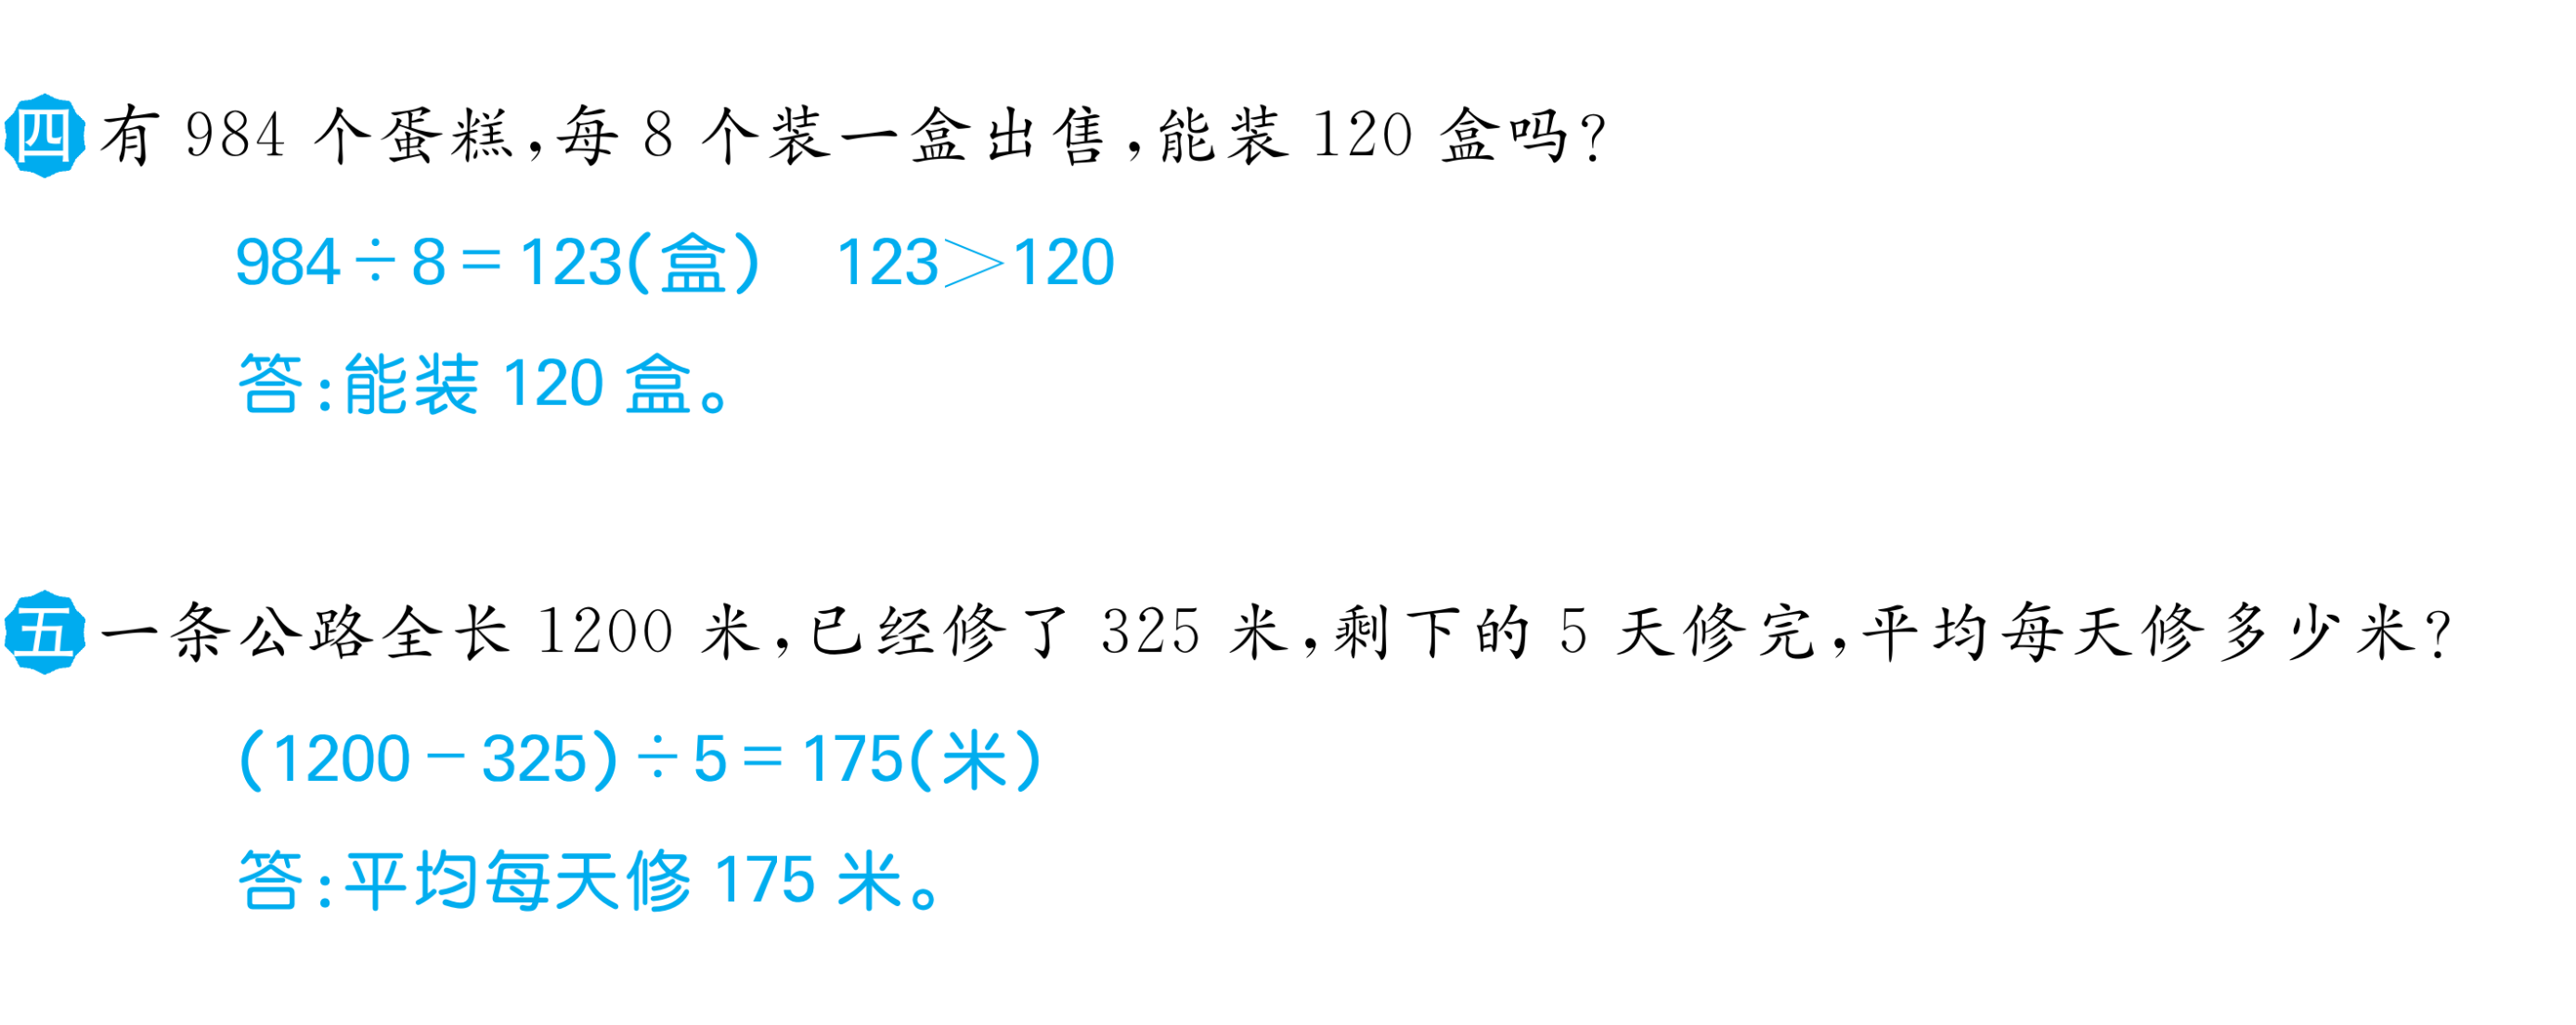 四 有 984 个蛋糕,每 8 个装一盒出售,能装 120 盒吗?
984÷8=123(盒) 123>120
答:能装 120 盒。
五 一条公路全长 1200 米,已经修了 325 米,剩下的 5 天修完,平均每天修多少米?
(1200-325)÷5=175(米)
答:平均每天修 175 米。